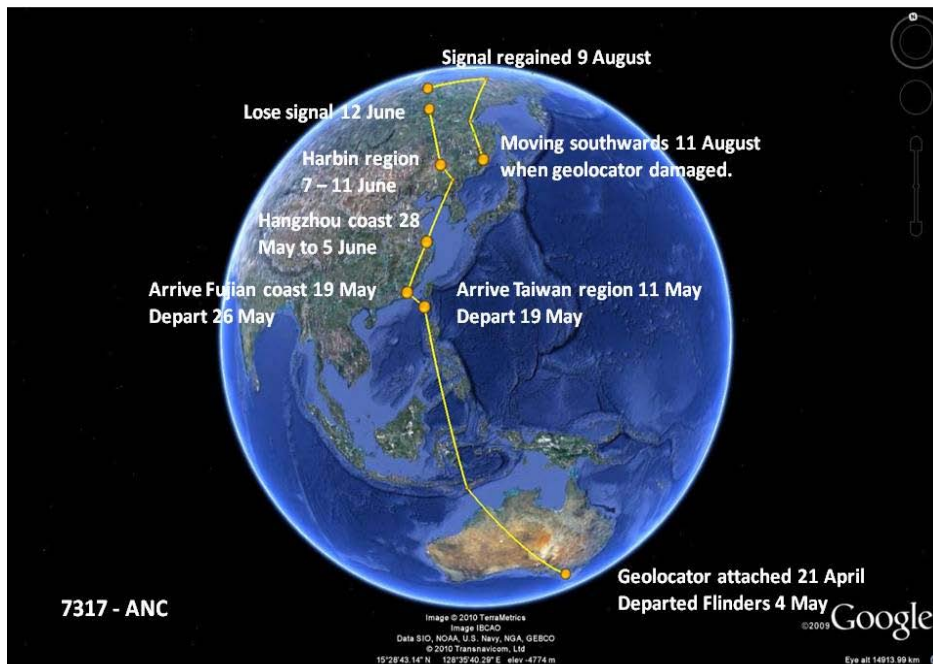 Signal regained 9 August
Lose signal 12 June
Moving southwards 11 August
when geolocator damaged.
Harbin region
7 – 11 June
Hangzhou coast 28
May to 5 June
Arrive Fujian coast 19 May
Depart 26 May
Arrive Taiwan region 11 May
Depart 19 May
Geolocator attached 21 April
Departed Flinders 4 May
7317 - ANC
©2009 Google
Image © 2010 TerraMetrics
Image IBCAO
Data SIO, NOAA, U.S. Navy, NGA, GEBCO
© 2010 Transnavicom, Ltd
15°28'43.14" N 128°35'40.29" E elev -4774 m
Eye alt 14913.99 km
N